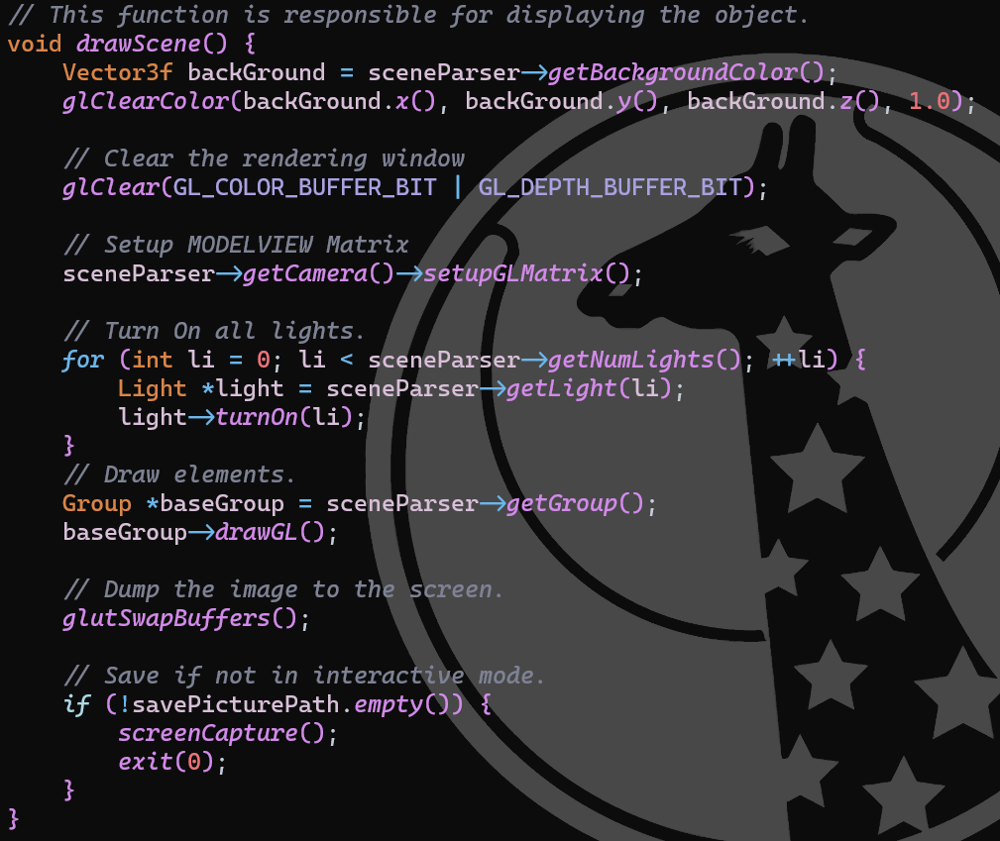 // This function is responsible for displaying the object.
void drawScene() {
    Vector3f backGround = sceneParser->getBackgroundColor();
    glClearColor(backGround.x(), backGround.y(), backGround.z(), 1.0);

    // Clear the rendering window
    glClear(GL_COLOR_BUFFER_BIT | GL_DEPTH_BUFFER_BIT);

    // Setup MODELVIEW Matrix
    sceneParser->getCamera()->setupGLMatrix();

    // Turn On all lights.
    for (int li = 0; li < sceneParser->getNumLights(); ++li) {
        Light *light = sceneParser->getLight(li);
        light->turnOn(li);
    }
    // Draw elements.
    Group *baseGroup = sceneParser->getGroup();
    baseGroup->drawGL();

    // Dump the image to the screen.
    glutSwapBuffers();

    // Save if not in interactive mode.
    if (!savePicturePath.empty()) {
        screenCapture();
        exit(0);
    }
}